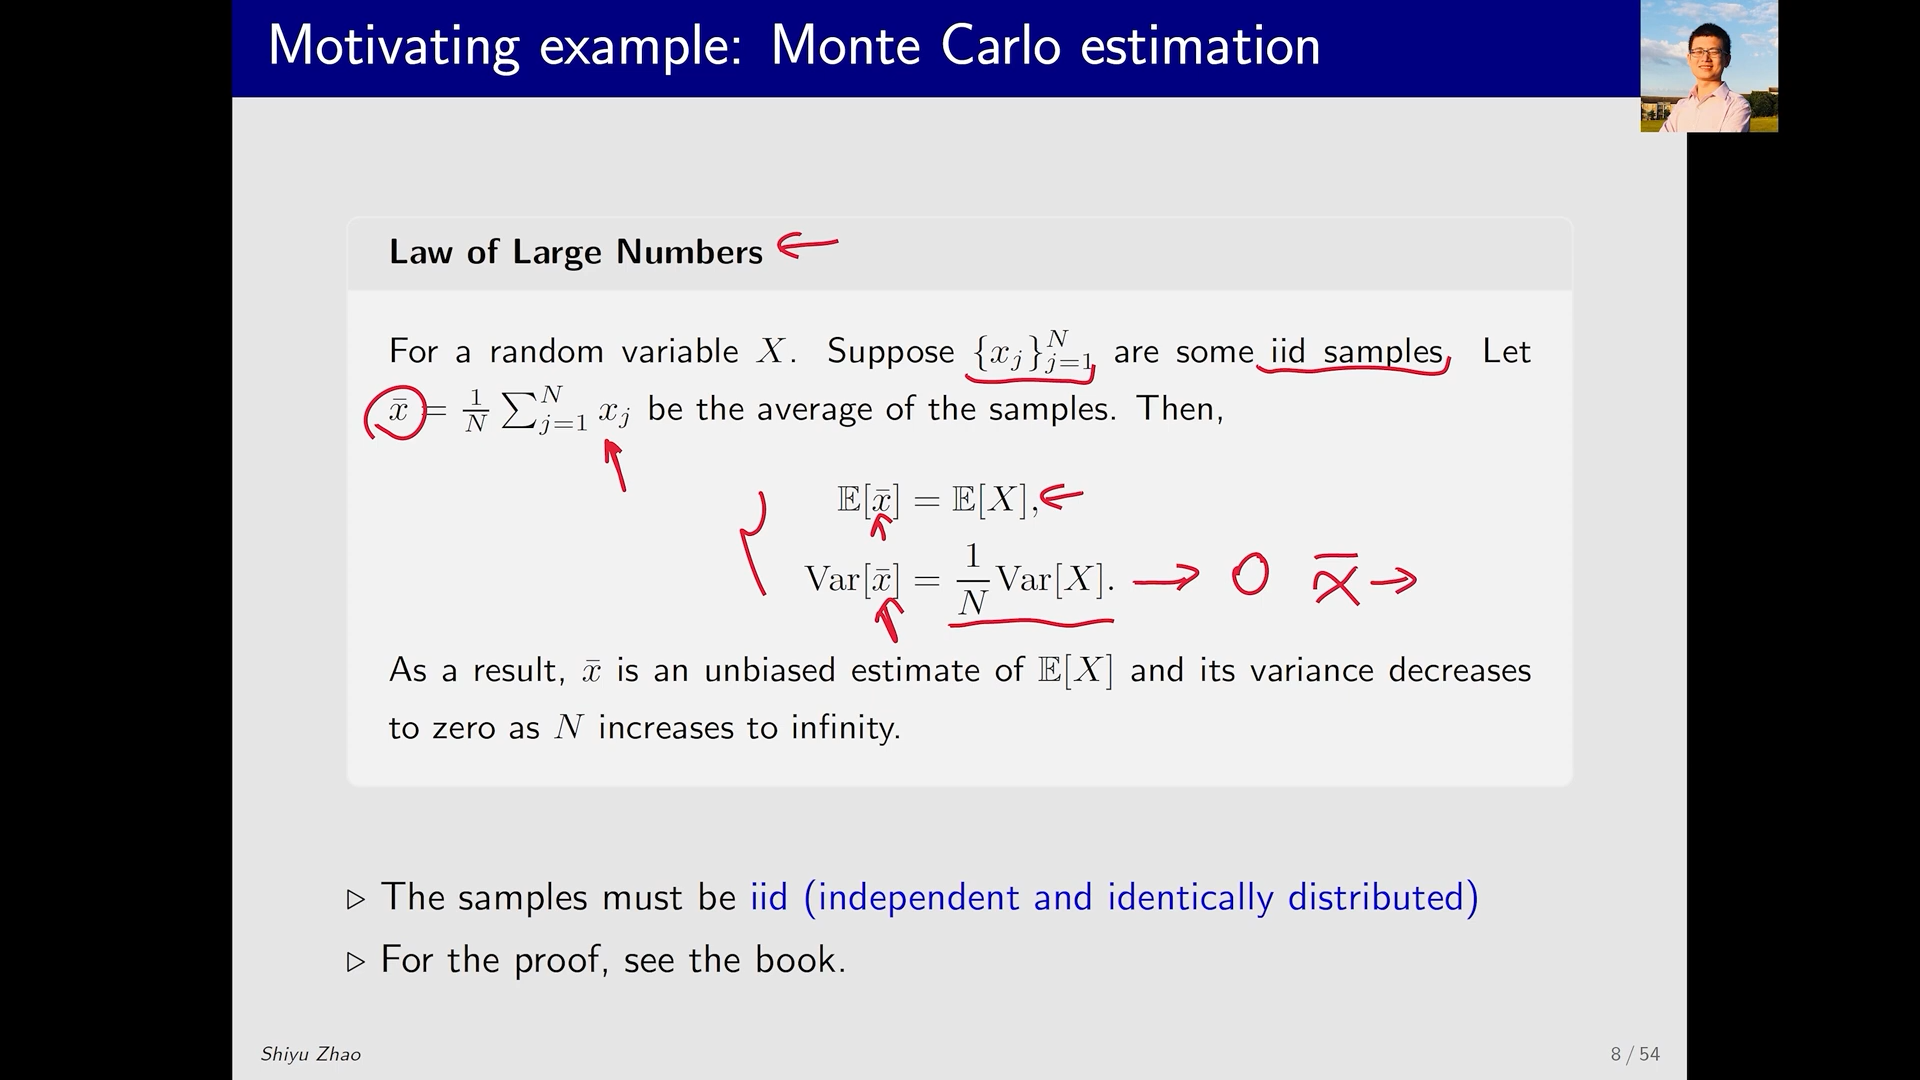 Motivating example: Monte Carlo estimation
Law of Large Numbers ←
For a random variable X. Suppose {x_j}_{j=1}^N are some iid samples. Let
x̄ = 1/N ∑_{j=1}^N x_j be the average of the samples. Then,
𝔼[x̄] = 𝔼[X], ←
Var[x̄] = 1/N Var[X]. → 0 x̄ →
As a result, x̄ is an unbiased estimate of 𝔼[X] and its variance decreases
to zero as N increases to infinity.
▷ The samples must be iid (independent and identically distributed)
▷ For the proof, see the book.
Shiyu Zhao
8 / 54